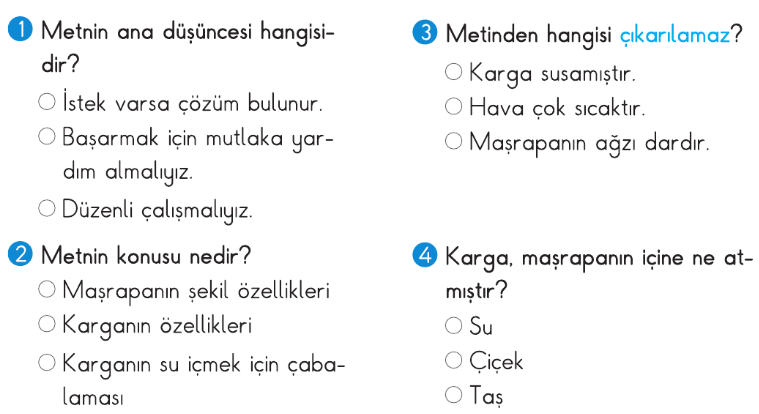 1 Metnin ana düşüncesi hangisi-
dir?
İstek varsa çözüm bulunur.
Başarmak için mutlaka yar-
dım almalıyız.
Düzenli çalışmalıyız.
2 Metnin konusu nedir?
Maşrapanın şekil özellikleri
Karganın özellikleri
Karganın su içmek için çaba-
laması
3 Metinden hangisi çıkarılamaz?
Karga susamıştır.
Hava çok sıcaktır.
Maşrapanın ağzı dardır.
4 Karga, maşrapanın içine ne at-
mıştır?
Su
Çiçek
Taş